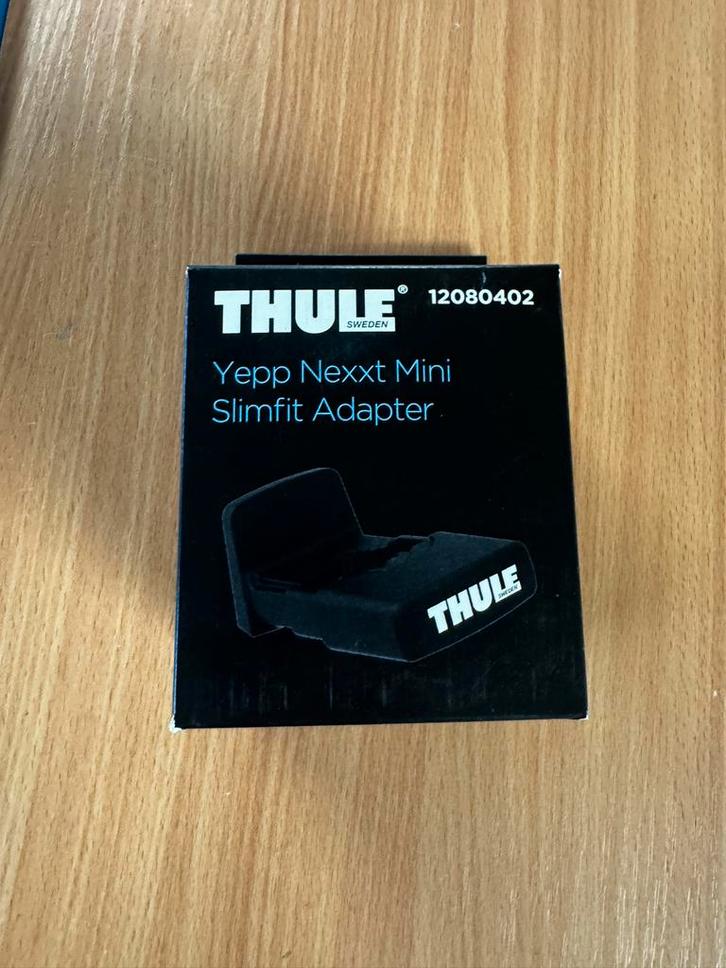 THULE® 12080402
SWEDEN
Yepp Nexxt Mini
Slimfit Adapter
THULE
SWEDEN